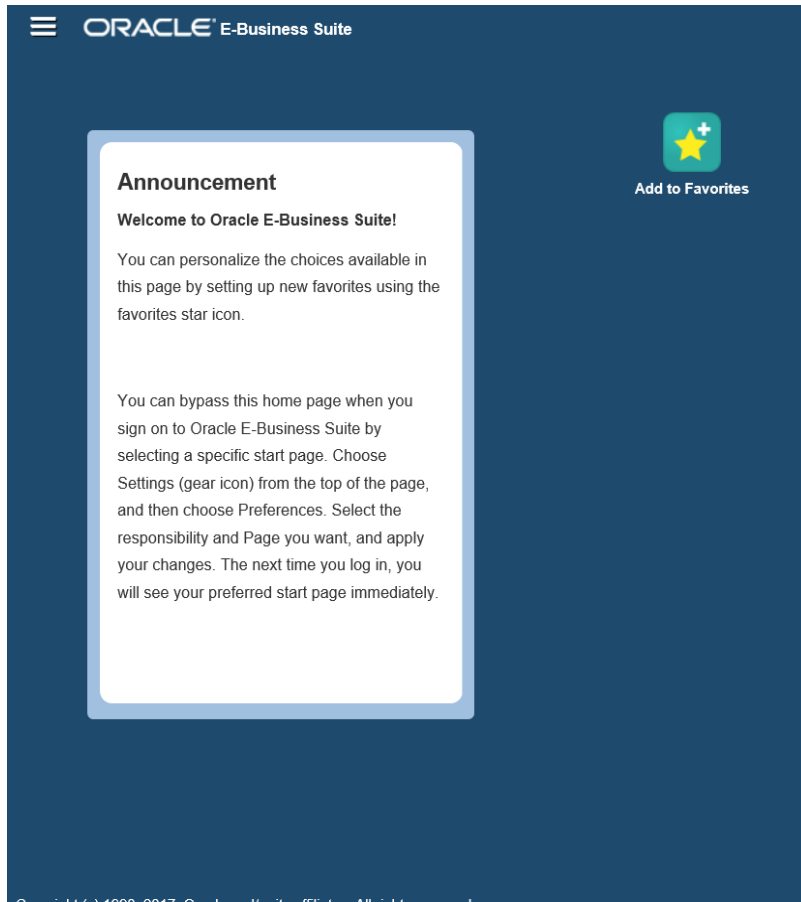 ORACLE E-Business Suite
Announcement
Add to Favorites
Welcome to Oracle E-Business Suite!
You can personalize the choices available in
this page by setting up new favorites using the
favorites star icon.
You can bypass this home page when you
sign on to Oracle E-Business Suite by
selecting a specific start page. Choose
Settings (gear icon) from the top of the page,
and then choose Preferences. Select the
responsibility and Page you want, and apply
your changes. The next time you log in, you
will see your preferred start page immediately.